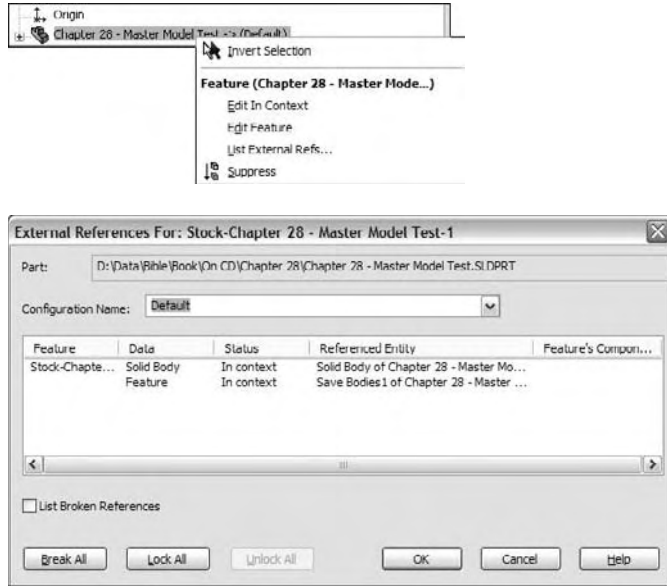 Origin
Chapter 28 - Master Model Test -> (Default)
Invert Selection
Feature (Chapter 28 - Master Mode...)
Edit In Context
Edit Feature
List External Refs...
Suppress
External References For: Stock-Chapter 28 - Master Model Test-1
Part: D:\Data\Bible\Book\On CD\Chapter 28\Chapter 28 - Master Model Test.SLDPRT
Configuration Name: Default
Feature Data Status Referenced Entity Feature's Compon...
Stock-Chapte... Solid Body In context Solid Body of Chapter 28 - Master Mo...
Feature In context Save Bodies1 of Chapter 28 - Master ...
List Broken References
Break All Lock All Unlock All OK Cancel Help